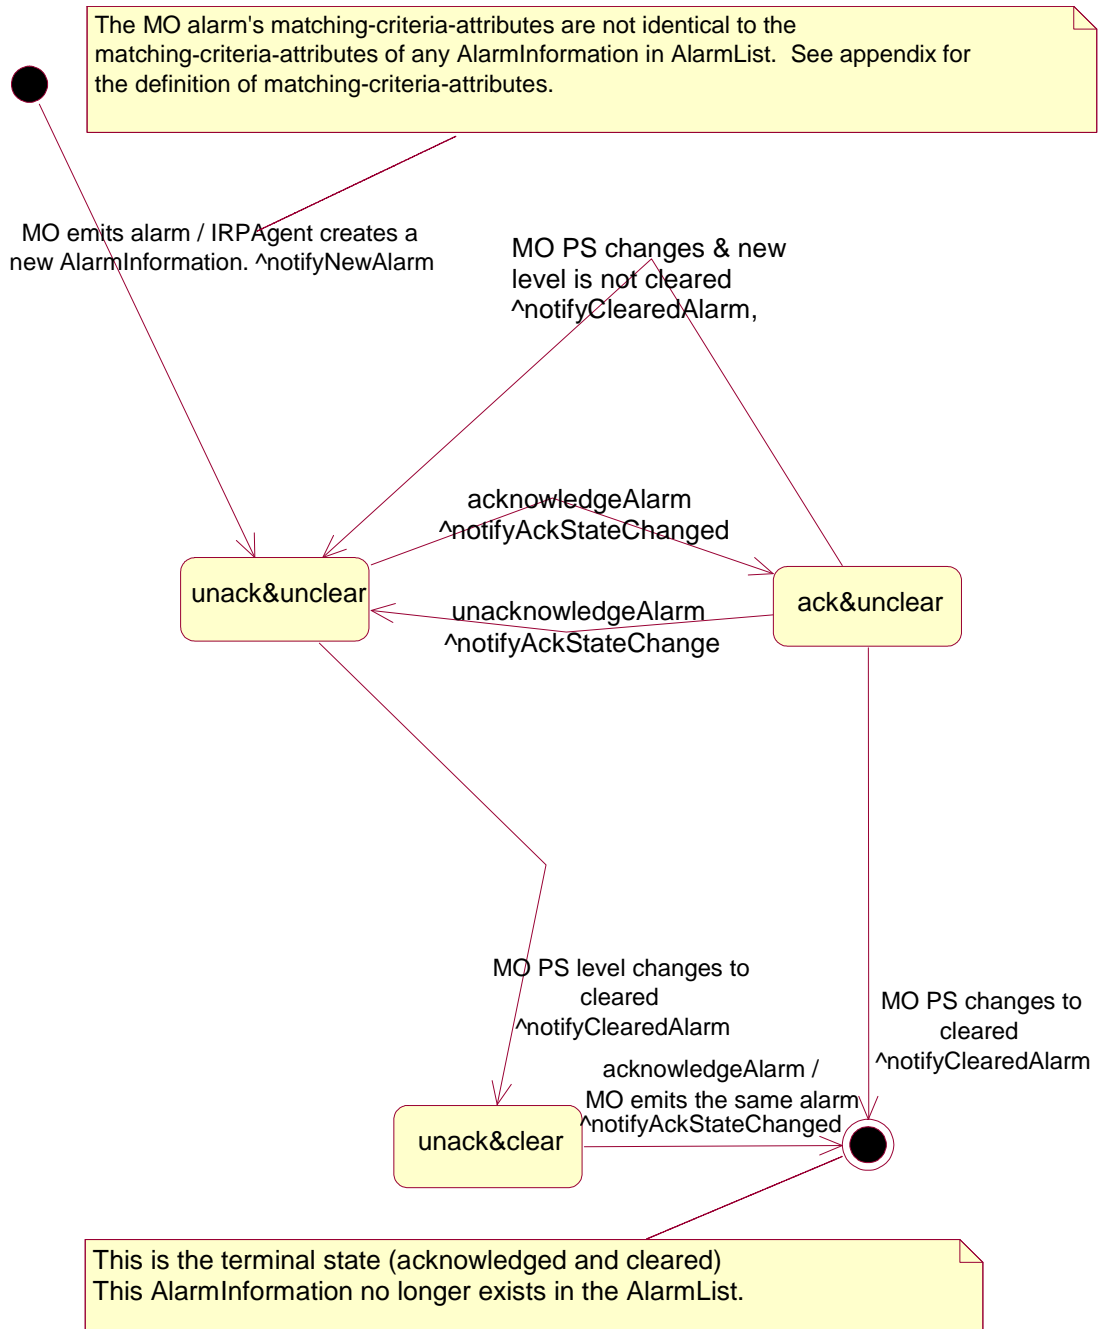 The MO alarm's matching-criteria-attributes are not identical to the
matching-criteria-attributes of any AlarmInformation in AlarmList.  See appendix for
the definition of matching-criteria-attributes.
MO emits alarm / IRPAgent creates a
new AlarmInformation. ^notifyNewAlarm
MO PS changes & new
level is not cleared
^notifyClearedAlarm,
acknowledgeAlarm
^notifyAckStateChanged
unack&unclear
ack&unclear
unacknowledgeAlarm
^notifyAckStateChange
MO PS level changes to
cleared
^notifyClearedAlarm
MO PS changes to
cleared
^notifyClearedAlarm
acknowledgeAlarm /
MO emits the same alarm
^notifyAckStateChanged
unack&clear
This is the terminal state (acknowledged and cleared)
This AlarmInformation no longer exists in the AlarmList.